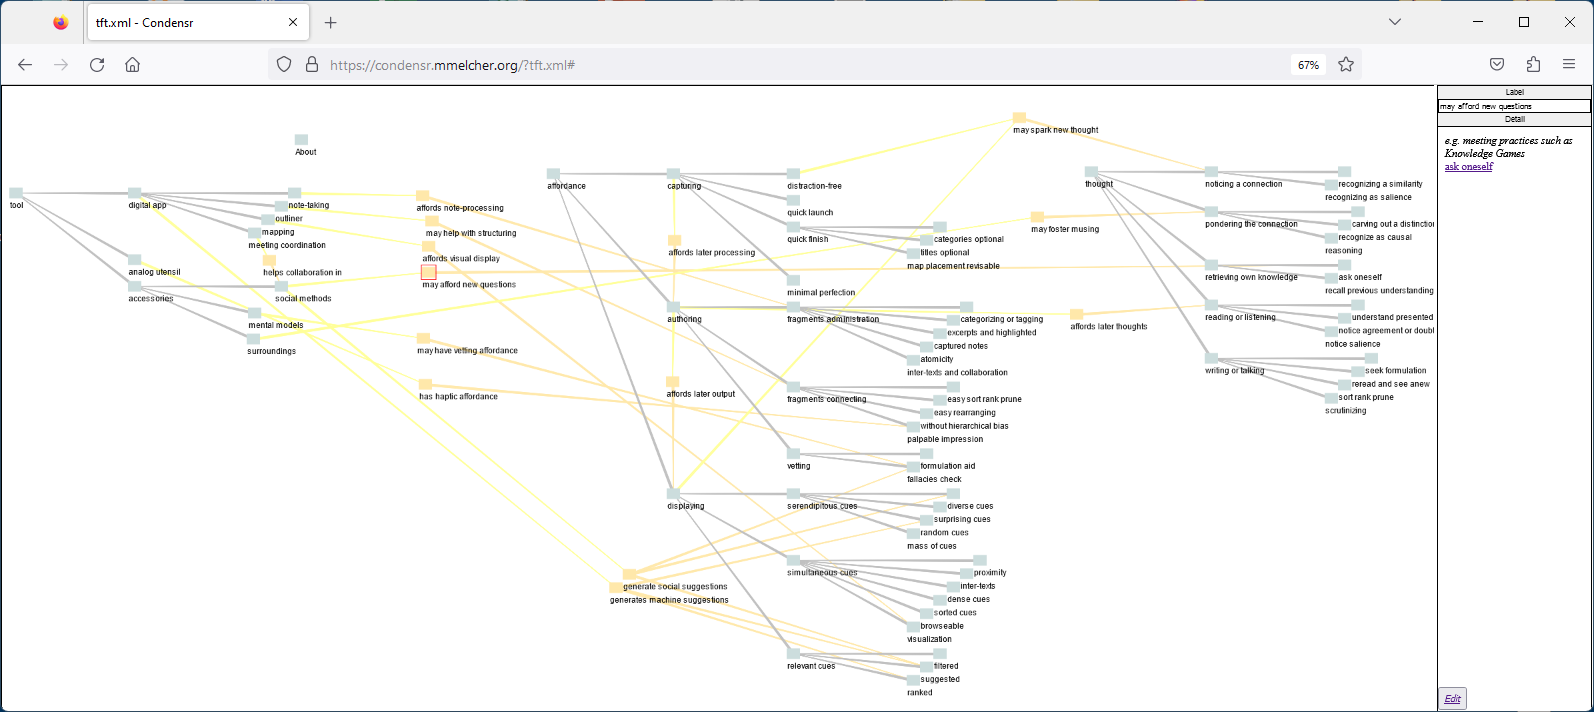 tft.xml - Condensr
https://condensr.mmelcher.org/?tft.xml#
67%
Label
may afford new questions
Detail
e.g. meeting practices such as
Knowledge Games
ask oneself
Edit
About
tool
digital app
note-taking
outliner
mapping
meeting coordination
analog utensil
helps collaboration in
accessories
social methods
mental models
surroundings
affords note-processing
may help with structuring
affords visual display
may afford new questions
may have vetting affordance
has haptic affordance
generate social suggestions
generates machine suggestions
affordance
capturing
distraction-free
quick launch
quick finish
categories optional
titles optional
map placement revisable
affords later processing
minimal perfection
authoring
fragments administration
categorizing or tagging
excerpts and highlighted
captured notes
atomicity
inter-texts and collaboration
affords later output
fragments connecting
easy sort rank prune
easy rearranging
without hierarchical bias
palpable impression
vetting
formulation aid
fallacies check
displaying
serendipitous cues
diverse cues
surprising cues
random cues
mass of cues
simultaneous cues
proximity
inter-texts
dense cues
sorted cues
browseable
visualization
relevant cues
filtered
suggested
ranked
may spark new thought
may foster musing
affords later thoughts
thought
noticing a connection
recognizing a similarity
recognizing as salience
pondering the connection
carving out a distinction
recognize as causal
reasoning
retrieving own knowledge
ask oneself
recall previous understanding
reading or listening
understand presented
notice agreement or doubt
notice salience
writing or talking
seek formulation
reread and see anew
sort rank prune
scrutinizing